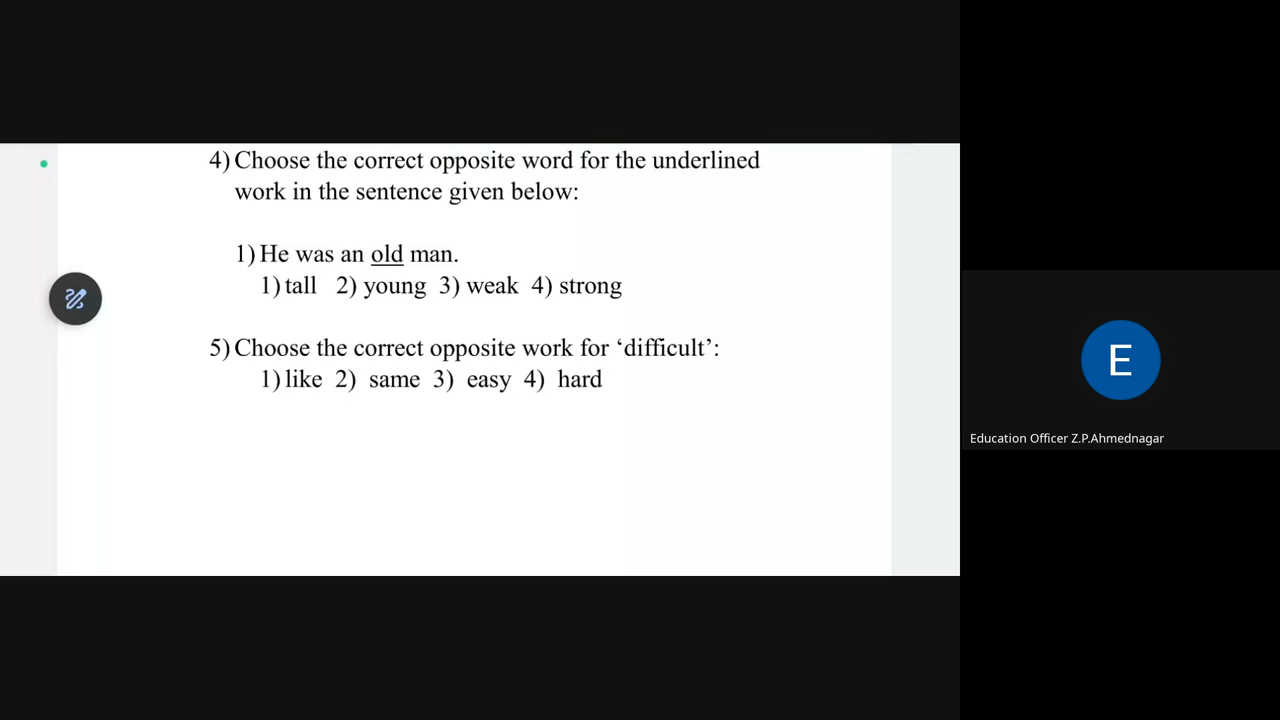 4) Choose the correct opposite word for the underlined
work in the sentence given below:
1) He was an old man.
1) tall 2) young 3) weak 4) strong
5) Choose the correct opposite work for ‘difficult’:
1) like 2) same 3) easy 4) hard
E
Education Officer Z.P.Ahmednagar